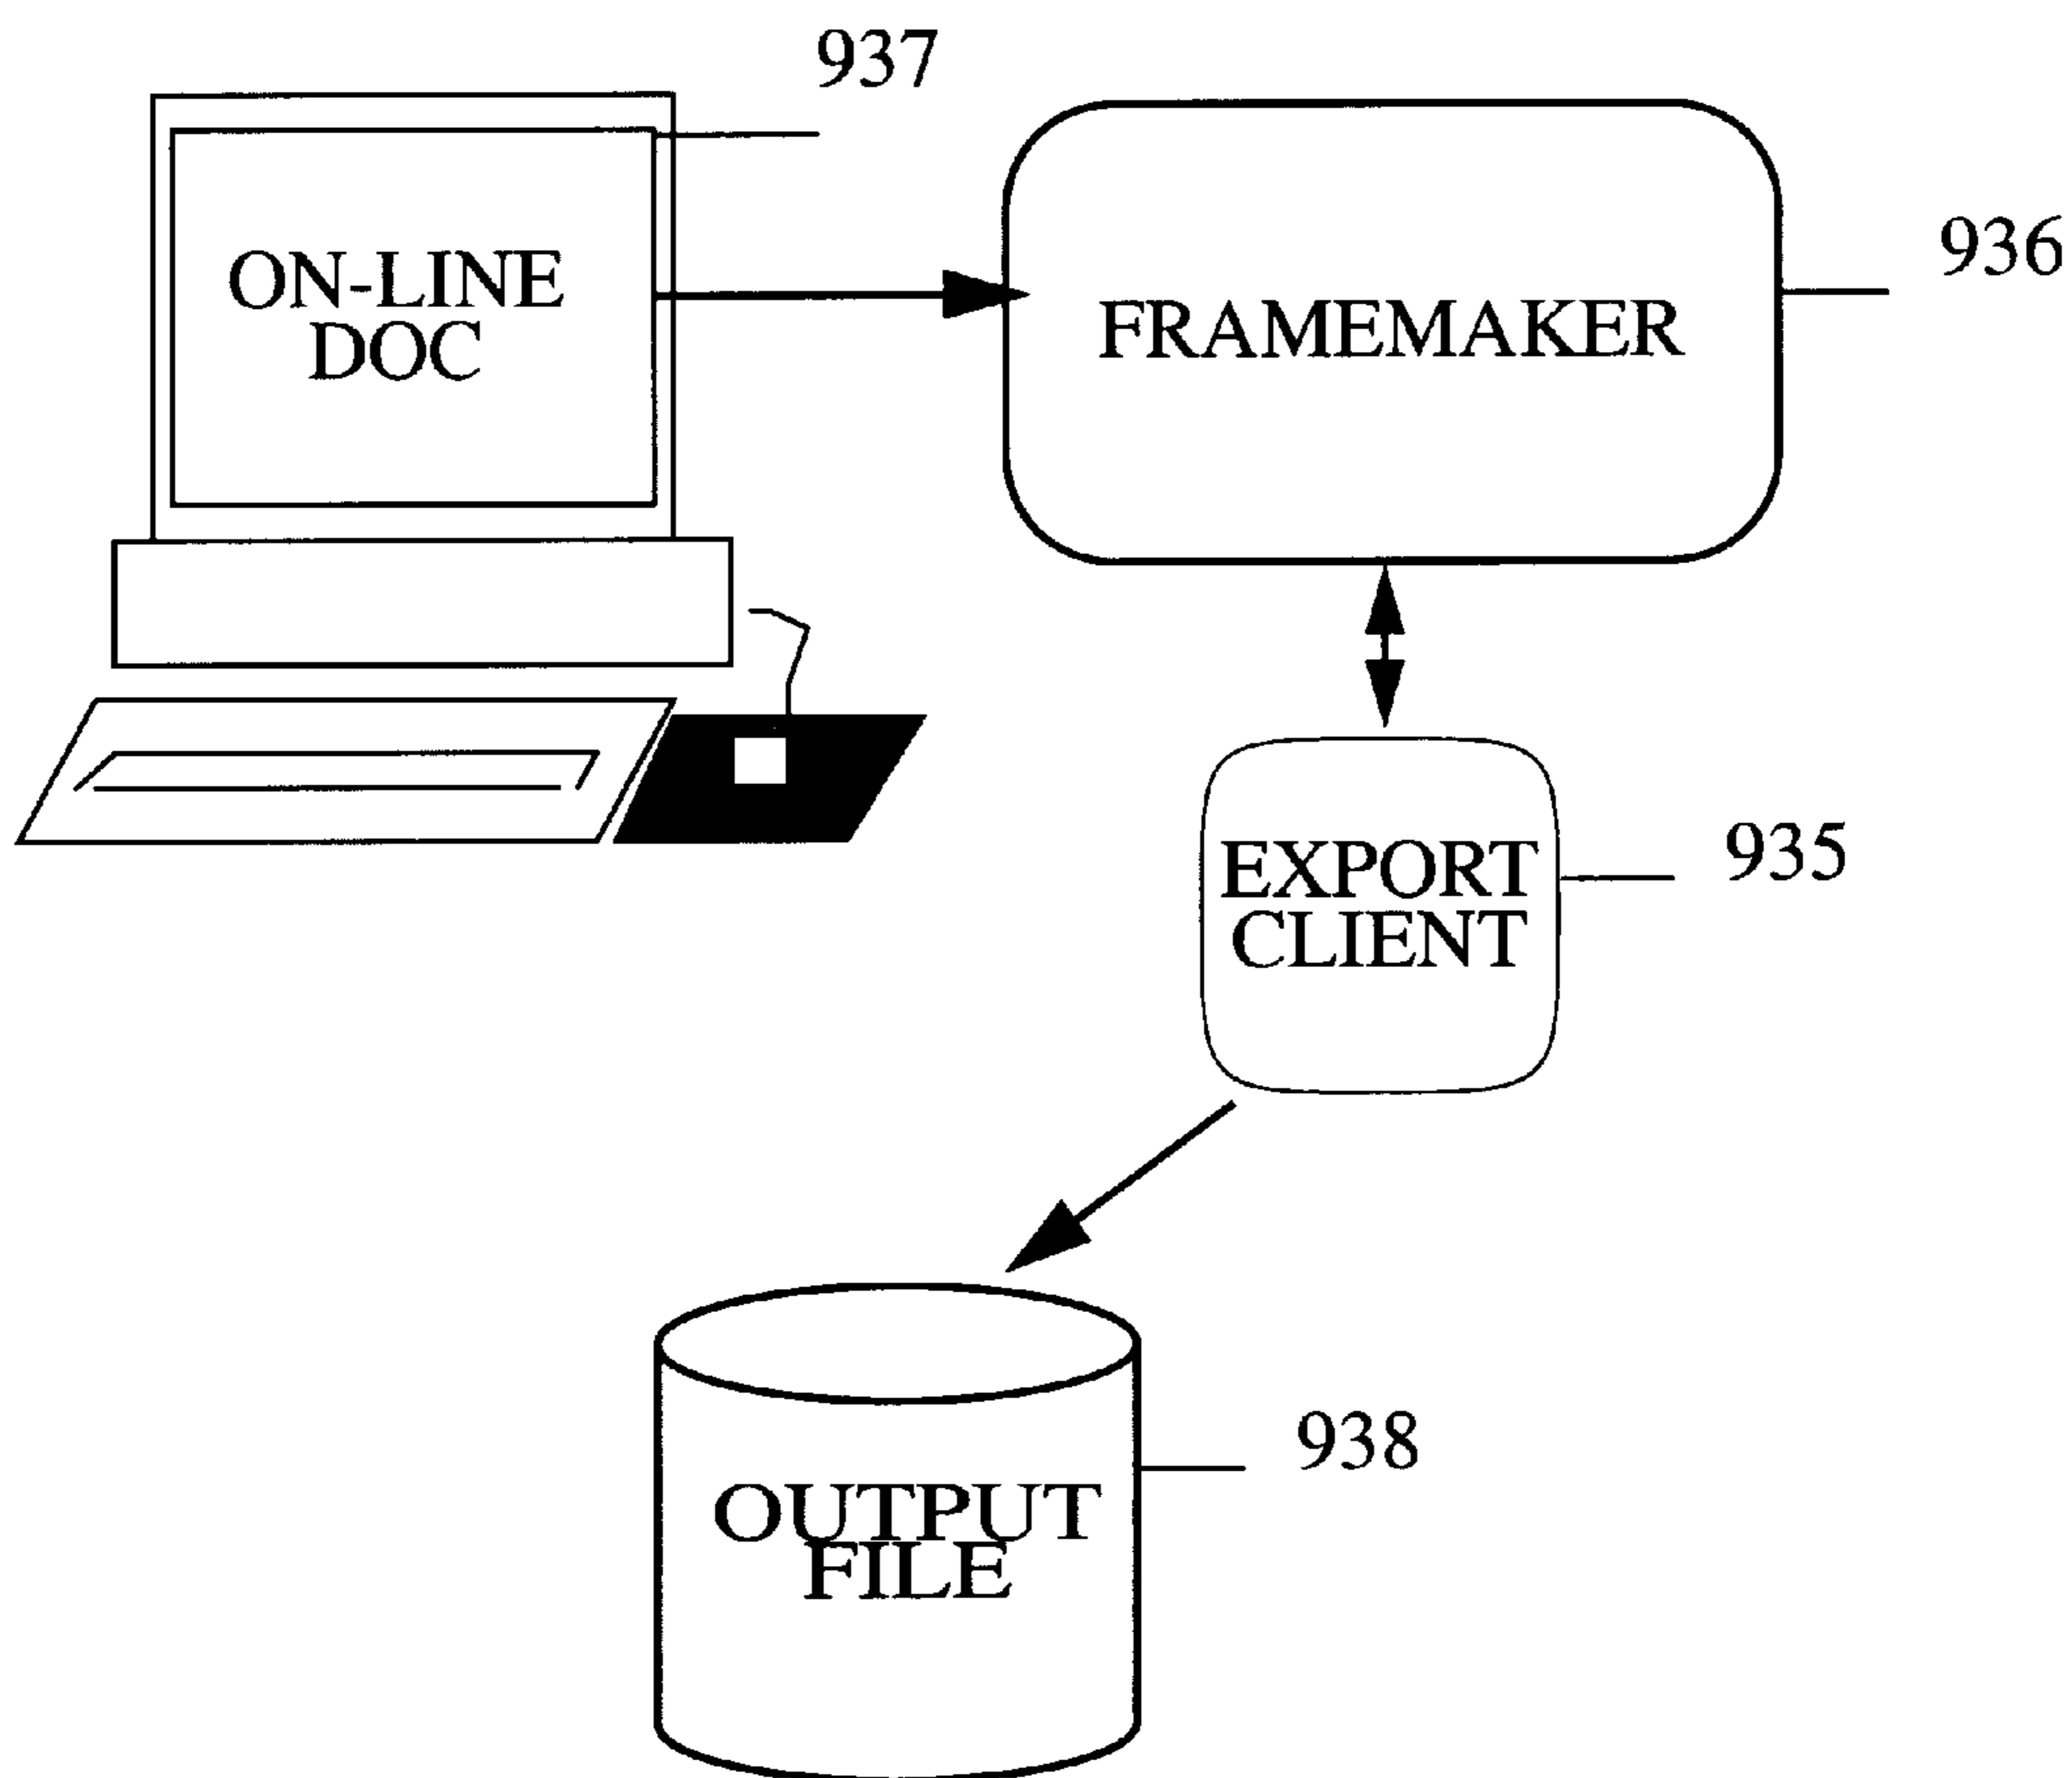 937
ON-LINE
DOC
936
FRAMEMAKER
935
EXPORT
CLIENT
938
OUTPUT
FILE